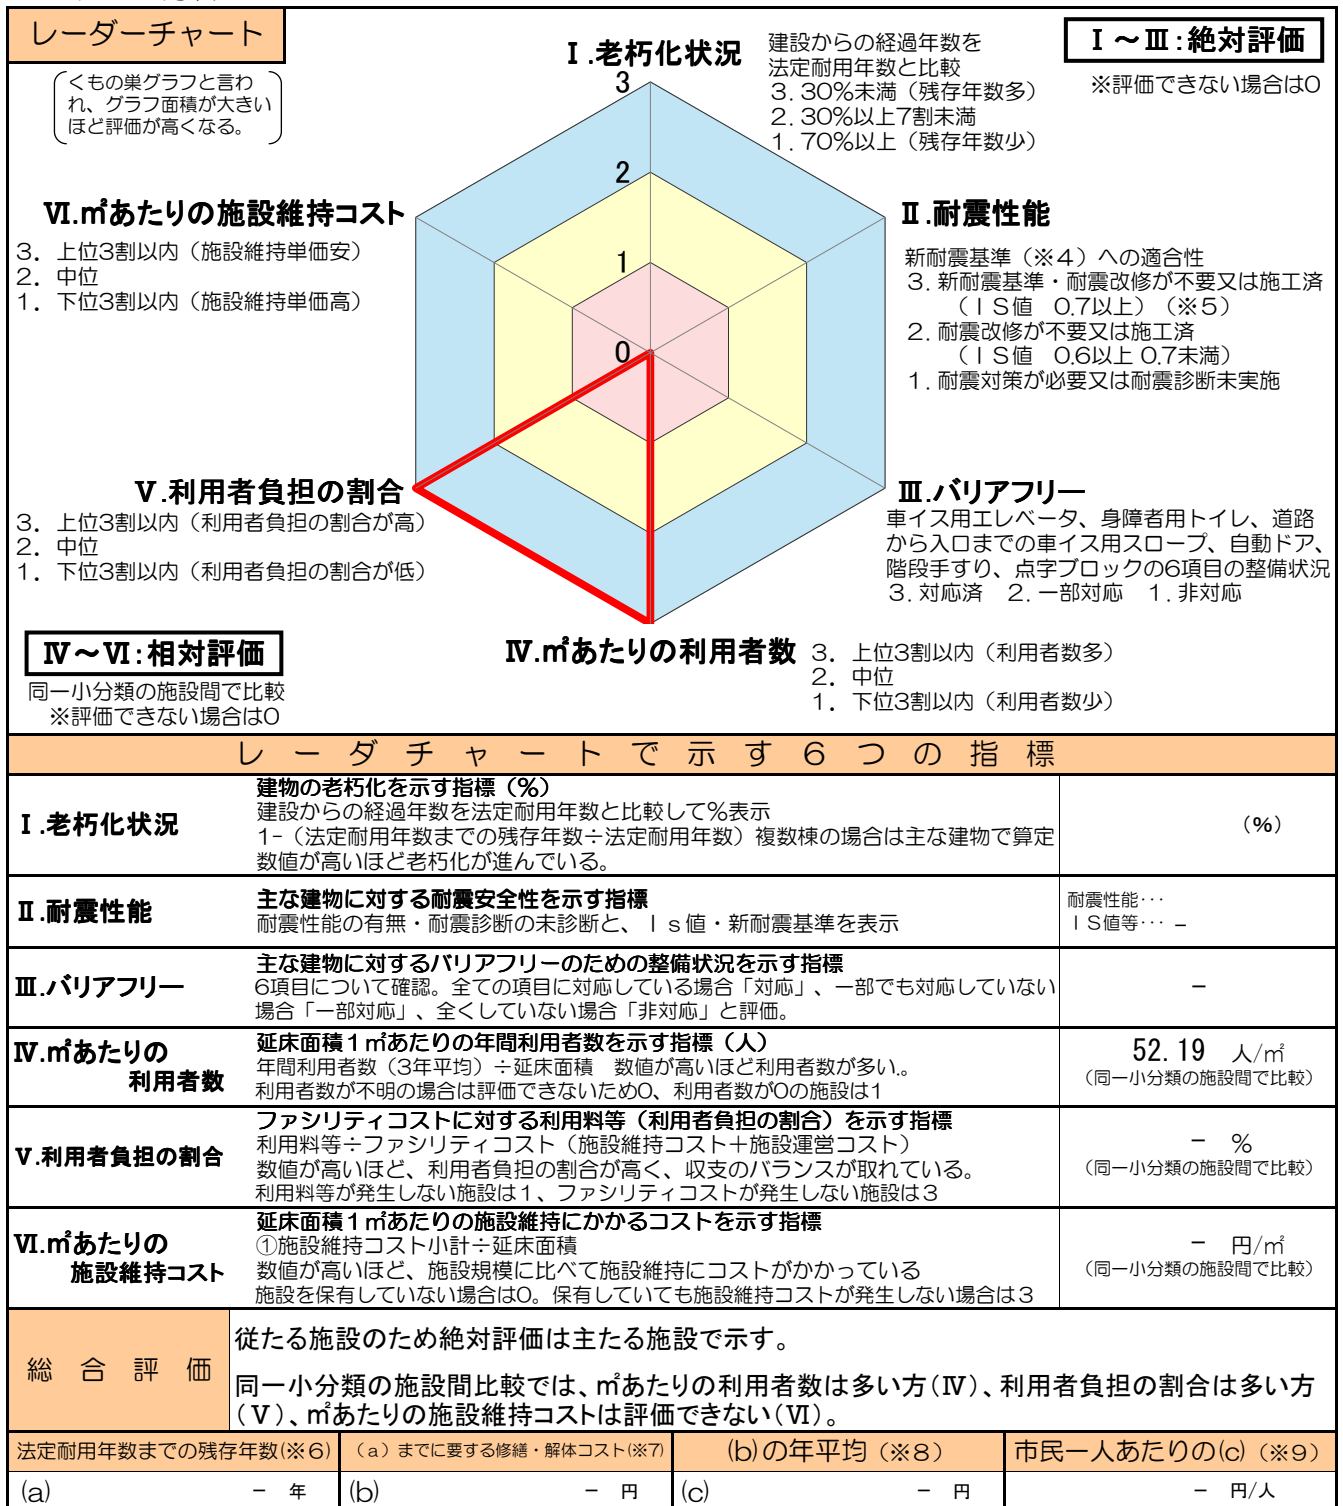 レーダーチャート
くもの巣グラフと言わ
れ、グラフ面積が大きい
ほど評価が高くなる。
Ⅰ.老朽化状況
建設からの経過年数を
法定耐用年数と比較
3. 30%未満（残存年数多）
2. 30%以上7割未満
1. 70%以上（残存年数少）
Ⅰ～Ⅲ:絶対評価
※評価できない場合は0
3
2
1
0
Ⅵ.㎡あたりの施設維持コスト
3. 上位3割以内（施設維持単価安）
2. 中位
1. 下位3割以内（施設維持単価高）
Ⅱ.耐震性能
新耐震基準（※4）への適合性
3. 新耐震基準・耐震改修が不要又は施工済
（ＩＳ値　0.7以上）（※5）
2. 耐震改修が不要又は施工済
（ＩＳ値　0.6以上 0.7未満）
1. 耐震対策が必要又は耐震診断未実施
Ⅴ.利用者負担の割合
3. 上位3割以内（利用者負担の割合が高）
2. 中位
1. 下位3割以内（利用者負担の割合が低）
Ⅲ.バリアフリー
車イス用エレベータ、身障者用トイレ、道路
から入口までの車イス用スロープ、自動ドア、
階段手すり、点字ブロックの6項目の整備状況
3. 対応済　2. 一部対応　1. 非対応
Ⅳ～Ⅵ:相対評価
同一小分類の施設間で比較
※評価できない場合は0
Ⅳ.㎡あたりの利用者数
3. 上位3割以内（利用者数多）
2. 中位
1. 下位3割以内（利用者数少）
レーダチャートで示す６つの指標
Ⅰ.老朽化状況
建物の老朽化を示す指標（%）
建設からの経過年数を法定耐用年数と比較して%表示
1-（法定耐用年数までの残存年数÷法定耐用年数）複数棟の場合は主な建物で算定
数値が高いほど老朽化が進んでいる。
（%）
Ⅱ.耐震性能
主な建物に対する耐震安全性を示す指標
耐震性能の有無・耐震診断の未診断と、Ｉｓ値・新耐震基準を表示
耐震性能…
ＩＳ値等… －
Ⅲ.バリアフリー
主な建物に対するバリアフリーのための整備状況を示す指標
6項目について確認。全ての項目に対応している場合「対応」、一部でも対応していない
場合「一部対応」、全くしていない場合「非対応」と評価。
－
Ⅳ.㎡あたりの
利用者数
延床面積１㎡あたりの年間利用者数を示す指標（人）
年間利用者数（3年平均）÷延床面積　数値が高いほど利用者数が多い。
利用者数が不明の場合は評価できないため0、利用者数が0の施設は1
52.19　人/㎡
（同一小分類の施設間で比較）
Ⅴ.利用者負担の割合
ファシリティコストに対する利用料等（利用者負担の割合）を示す指標
利用料等÷ファシリティコスト（施設維持コスト＋施設運営コスト）
数値が高いほど、利用者負担の割合が高く、収支のバランスが取れている。
利用料等が発生しない施設は１、ファシリティコストが発生しない施設は３
－　%
（同一小分類の施設間で比較）
Ⅵ.㎡あたりの
施設維持コスト
延床面積１㎡あたりの施設維持にかかるコストを示す指標
①施設維持コスト小計÷延床面積
数値が高いほど、施設規模に比べて施設維持にコストがかかっている
施設を保有していない場合は0。保有していても施設維持コストが発生しない場合は３
－　円/㎡
（同一小分類の施設間で比較）
総合評価
従たる施設のため絶対評価は主たる施設で示す。
同一小分類の施設間比較では、㎡あたりの利用者数は多い方(Ⅳ)、利用者負担の割合は多い方
(Ⅴ)、㎡あたりの施設維持コストは評価できない(Ⅵ)。
法定耐用年数までの残存年数(※6)
（a）までに要する修繕・解体コスト(※7)
(b)の年平均（※8）
市民一人あたりの(c)（※9）
(a)　－　年
(b)　－　円
(c)　－　円
－　円/人